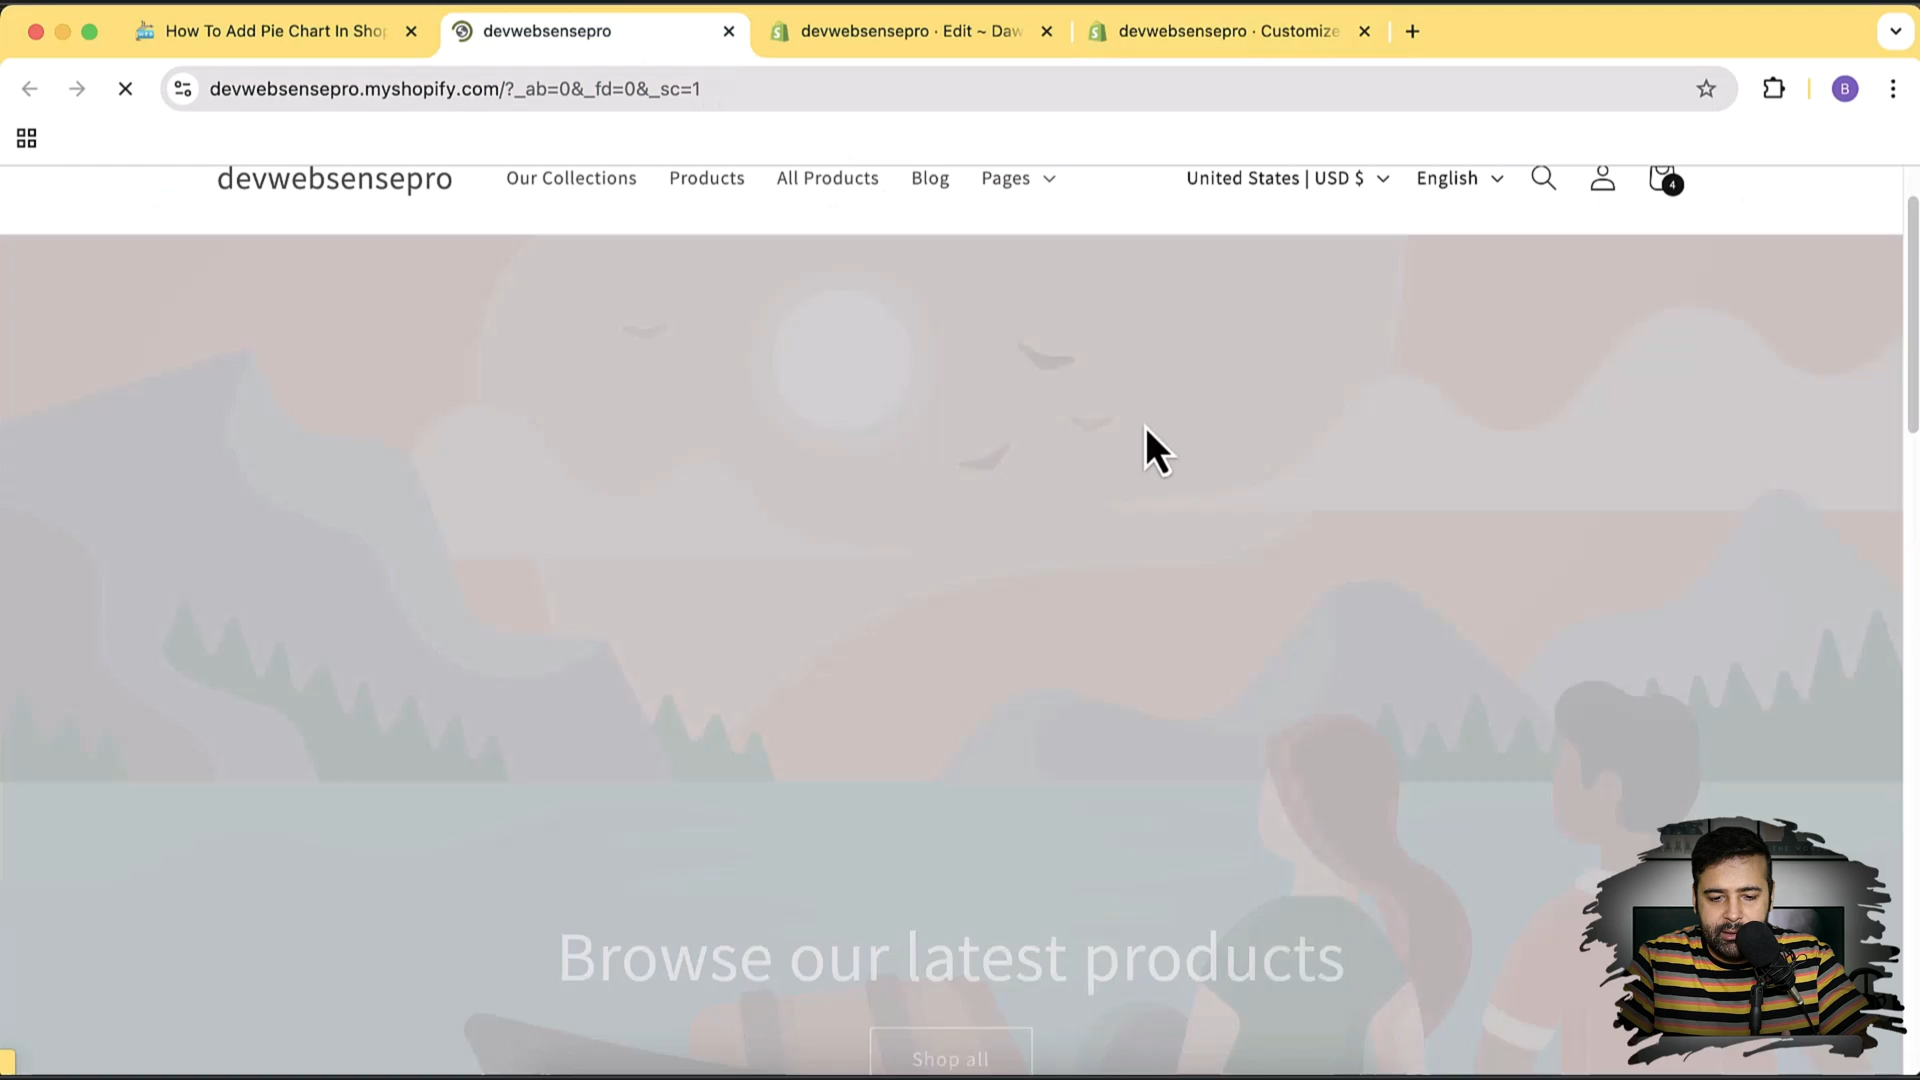 How To Add Pie Chart In Shop
devwebsensepro
devwebsensepro · Edit ~ Daw
devwebsensepro · Customize
devwebsensepro.myshopify.com/?_ab=0&_fd=0&_sc=1
B
devwebsensepro
Our Collections
Products
All Products
Blog
Pages
United States | USD $
English
4
Browse our latest products
Shop all